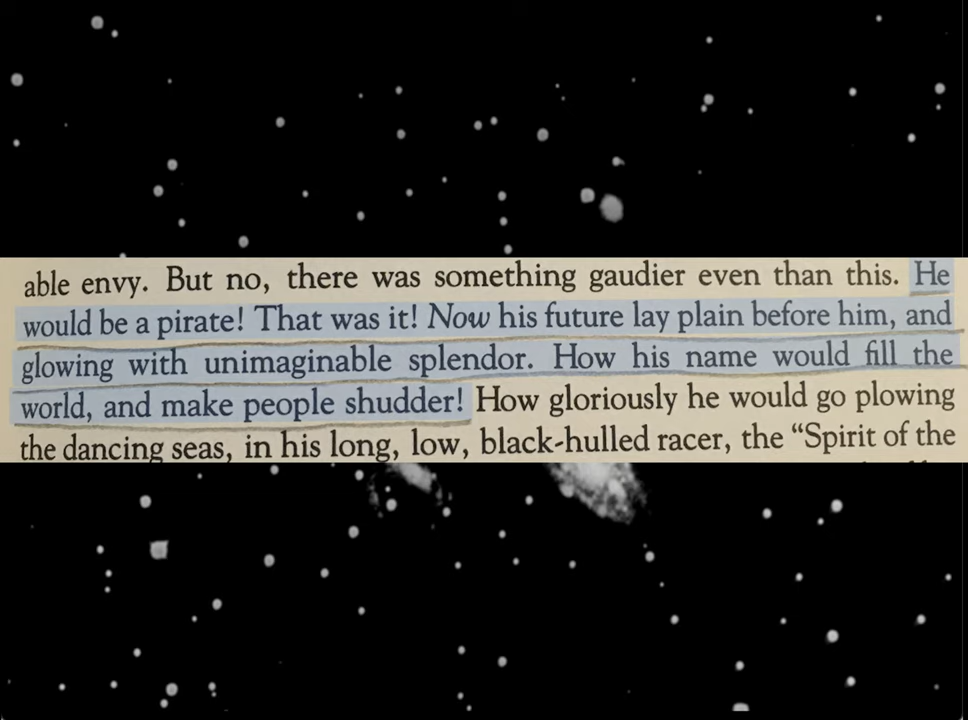 able envy. But no, there was something gaudier even than this. He
would be a pirate! That was it! Now his future lay plain before him, and
glowing with unimaginable splendor. How his name would fill the
world, and make people shudder! How gloriously he would go plowing
the dancing seas, in his long, low, black-hulled racer, the “Spirit of the